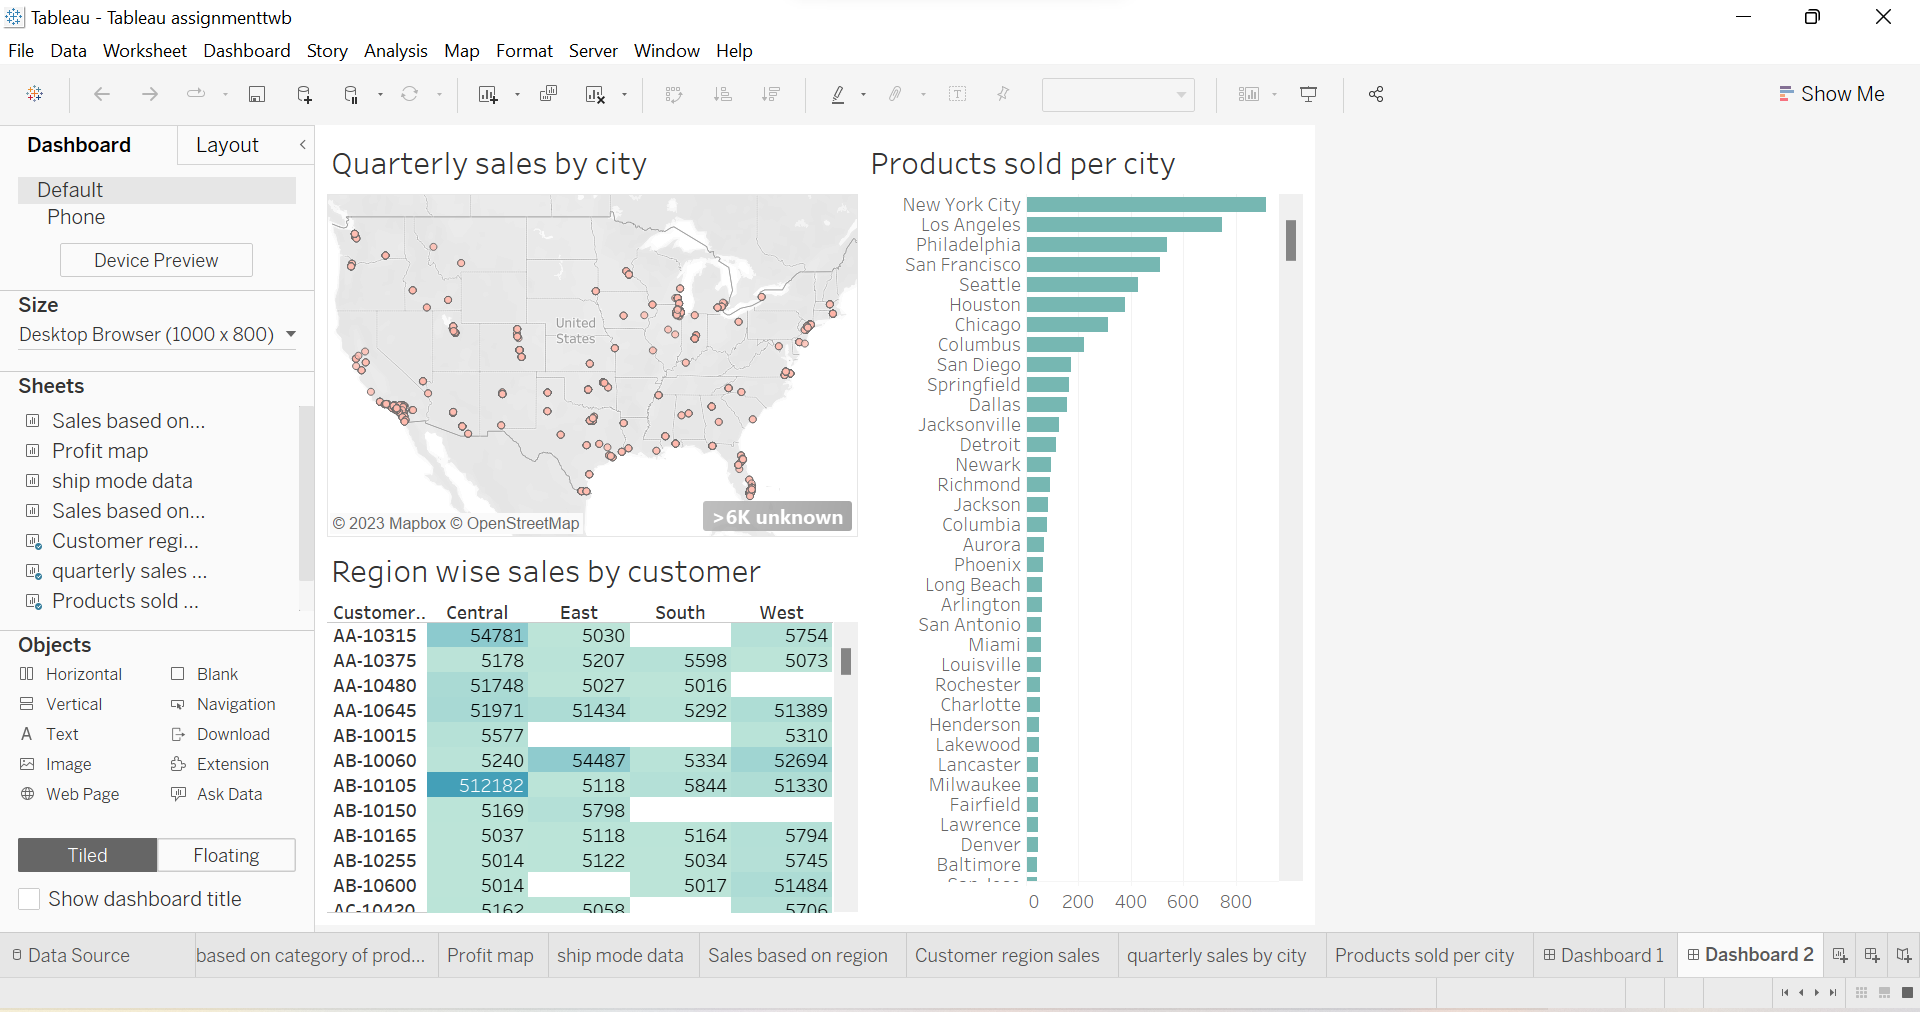 Tableau - Tableau assignmenttwb
File Data Worksheet Dashboard Story Analysis Map Format Server Window Help
Show Me
Dashboard Layout
Default
Phone
Device Preview
Size
Desktop Browser (1000 x 800)
Sheets
Sales based on...
Profit map
ship mode data
Sales based on...
Customer regi...
quarterly sales ...
Products sold ...
Objects
Horizontal Blank
Vertical Navigation
Text Download
Image Extension
Web Page Ask Data
Tiled Floating
Show dashboard title
Quarterly sales by city
United
States
© 2023 Mapbox © OpenStreetMap
>6K unknown
Region wise sales by customer
Customer.. Central East South West
AA-10315 54781 5030 5754
AA-10375 5178 5207 5598 5073
AA-10480 51748 5027 5016
AA-10645 51971 51434 5292 51389
AB-10015 5577 5310
AB-10060 5240 54487 5334 52694
AB-10105 512182 5118 5844 51330
AB-10150 5169 5798
AB-10165 5037 5118 5164 5794
AB-10255 5014 5122 5034 5745
AB-10600 5014 5017 51484
AC-10420 5162 5058 5706
Products sold per city
New York City
Los Angeles
Philadelphia
San Francisco
Seattle
Houston
Chicago
Columbus
San Diego
Springfield
Dallas
Jacksonville
Detroit
Newark
Richmond
Jackson
Columbia
Aurora
Phoenix
Long Beach
Arlington
San Antonio
Miami
Louisville
Rochester
Charlotte
Henderson
Lakewood
Lancaster
Milwaukee
Fairfield
Lawrence
Denver
Baltimore
San Jose
0 200 400 600 800
Data Source based on category of prod... Profit map ship mode data Sales based on region Customer region sales quarterly sales by city Products sold per city Dashboard 1 Dashboard 2